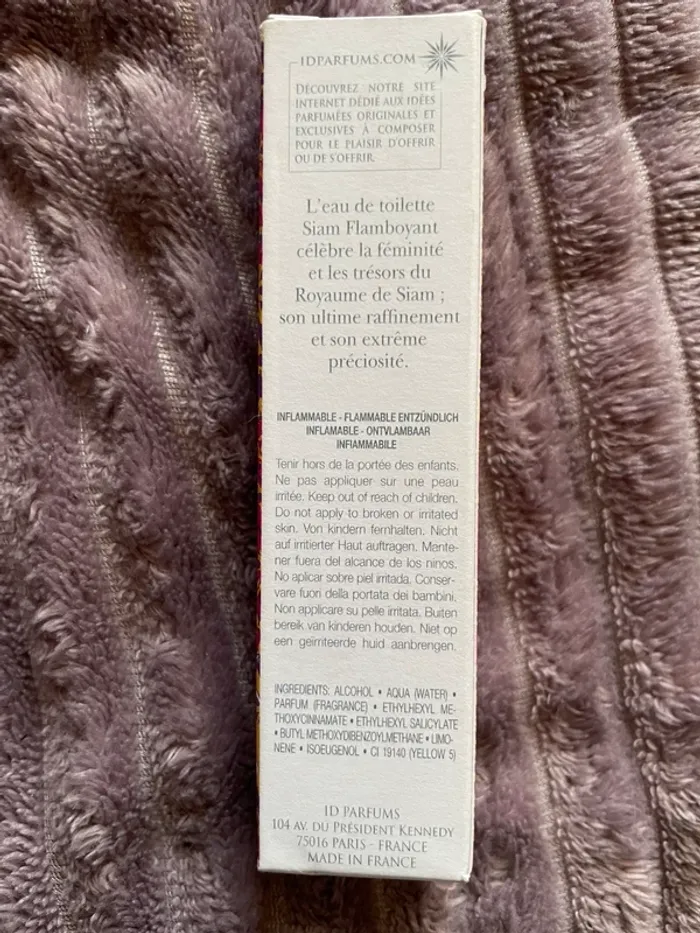 IDPARFUMS.COM
DÉCOUVREZ NOTRE SITE
INTERNET DÉDIÉ AUX IDÉES
PARFUMÉES ORIGINALES ET
EXCLUSIVES À COMPOSER
POUR LE PLAISIR D'OFFRIR
OU DE S'OFFRIR.
L'eau de toilette
Siam Flamboyant
célèbre la féminité
et les trésors du
Royaume de Siam ;
son ultime raffinement
et son extrême
préciosité.
INFLAMMABLE - FLAMMABLE ENTZÜNDLICH
INFLAMABLE - ONTVLAMBAAR
INFIAMMABILE
Tenir hors de la portée des enfants.
Ne pas appliquer sur une peau
irritée. Keep out of reach of children.
Do not apply to broken or irritated
skin. Von kindern fernhalten. Nicht
auf irritierter Haut auftragen. Mante-
ner fuera del alcance de los ninos.
No aplicar sobre piel irritada. Conser-
vare fuori della portata dei bambini.
Non applicare su pelle irritata. Buiten
bereik van kinderen houden. Niet op
een geïrriteerde huid aanbrengen.
INGREDIENTS: ALCOHOL • AQUA (WATER) •
PARFUM (FRAGRANCE) • ETHYLHEXYL ME-
THOXYCINNAMATE • ETHYLHEXYL SALICYLATE
• BUTYL METHOXYDIBENZOYLMETHANE • LIMO-
NENE • ISOEUGENOL • CI 19140 (YELLOW 5)
ID PARFUMS
104 AV. DU PRÉSIDENT KENNEDY
75016 PARIS - FRANCE
MADE IN FRANCE